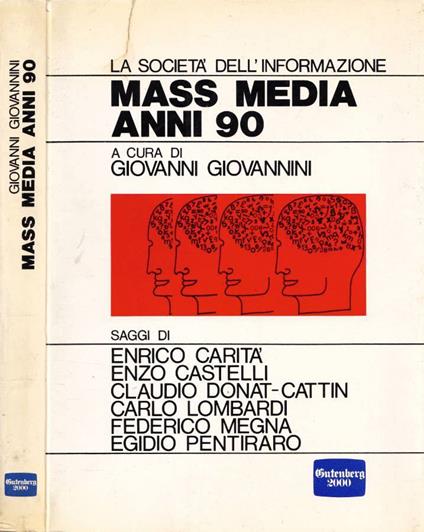 GIOVANNI GIOVANNINI
MASS MEDIA ANNI 90
Gutenberg
2000
LA SOCIETA' DELL'INFORMAZIONE
MASS MEDIA
ANNI 90
A CURA DI
GIOVANNI GIOVANNINI
SAGGI DI
ENRICO CARITA'
ENZO CASTELLI
CLAUDIO DONAT-CATTIN
CARLO LOMBARDI
FEDERICO MEGNA
EGIDIO PENTIRARO
Gutenberg
2000